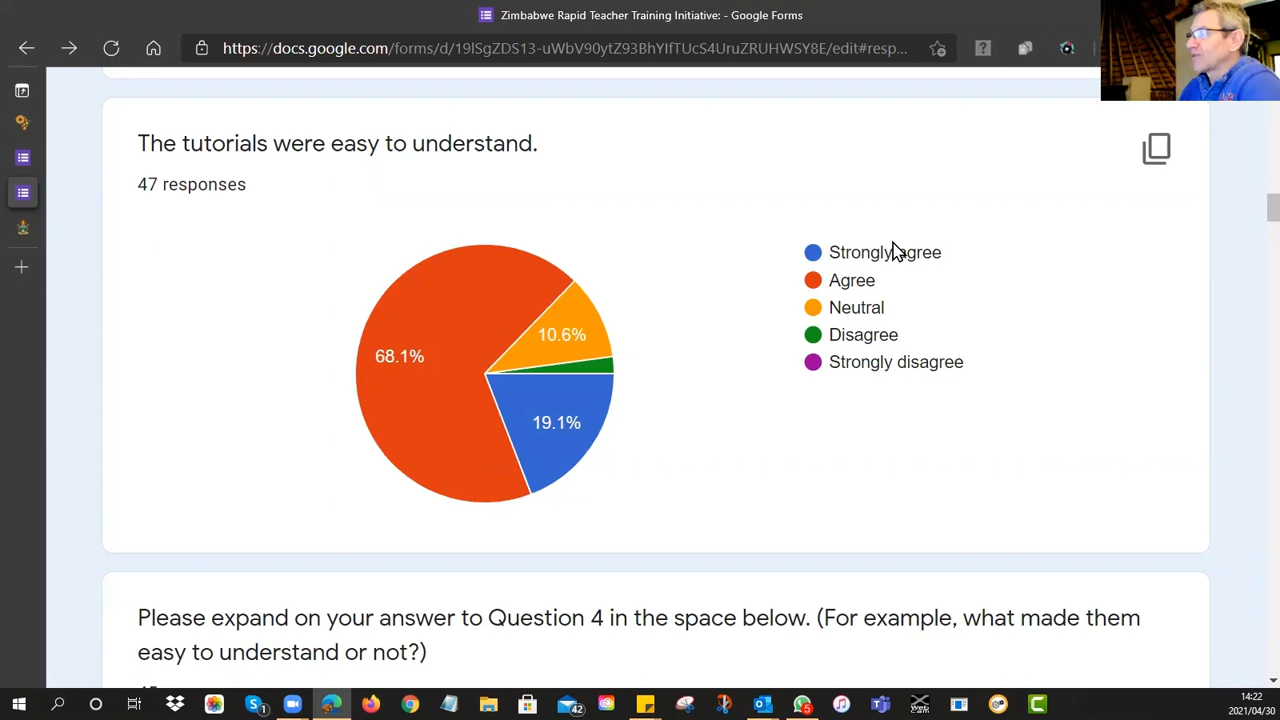 Zimbabwe Rapid Teacher Training Initiative: - Google Forms
https://docs.google.com/forms/d/19lSgZDS13-uWbV90ytZ93BhYIfTUcS4UruZRUHWSY8E/edit#resp...
The tutorials were easy to understand.
47 responses
Strongly agree
Agree
Neutral
Disagree
Strongly disagree
10.6%
68.1%
19.1%
Please expand on your answer to Question 4 in the space below. (For example, what made them
easy to understand or not?)
1
42
5
14:22
2021/04/30